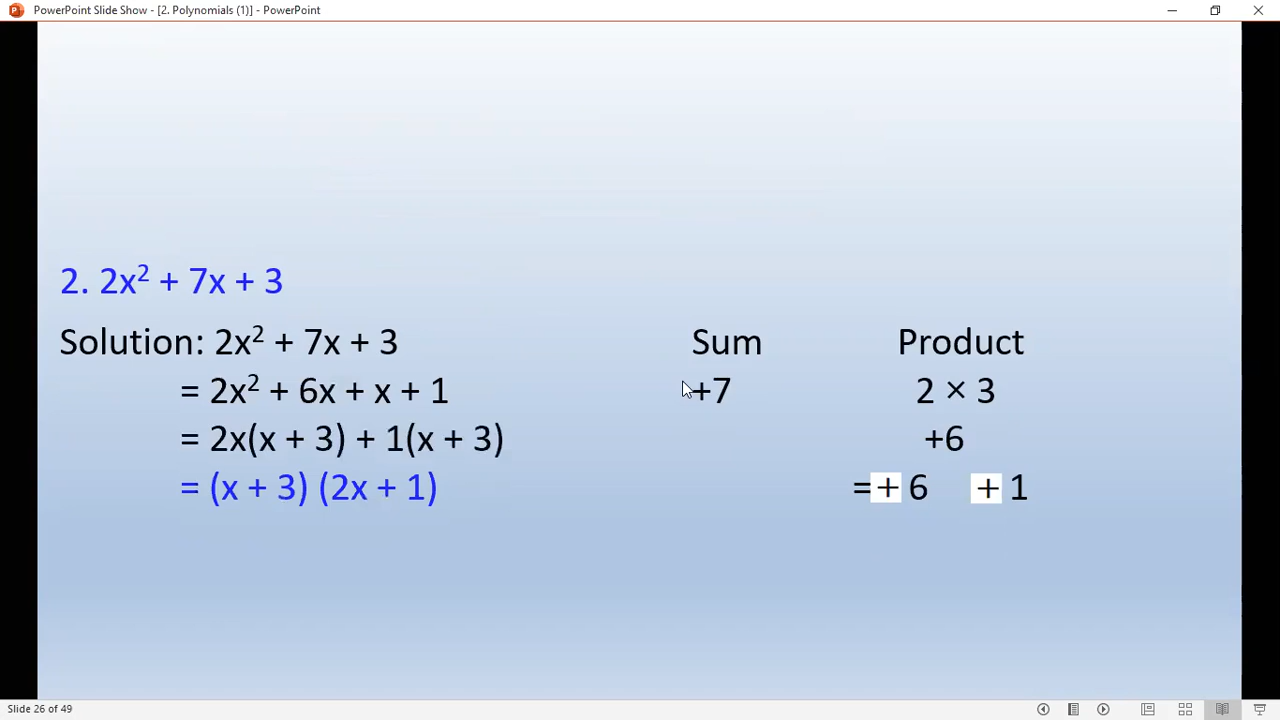 PowerPoint Slide Show - [2. Polynomials (1)] - PowerPoint
2. 2x² + 7x + 3
Solution: 2x² + 7x + 3 Sum Product
= 2x² + 6x + x + 1 +7 2 × 3
= 2x(x + 3) + 1(x + 3) +6
= (x + 3) (2x + 1) =+ 6 + 1
Slide 26 of 49